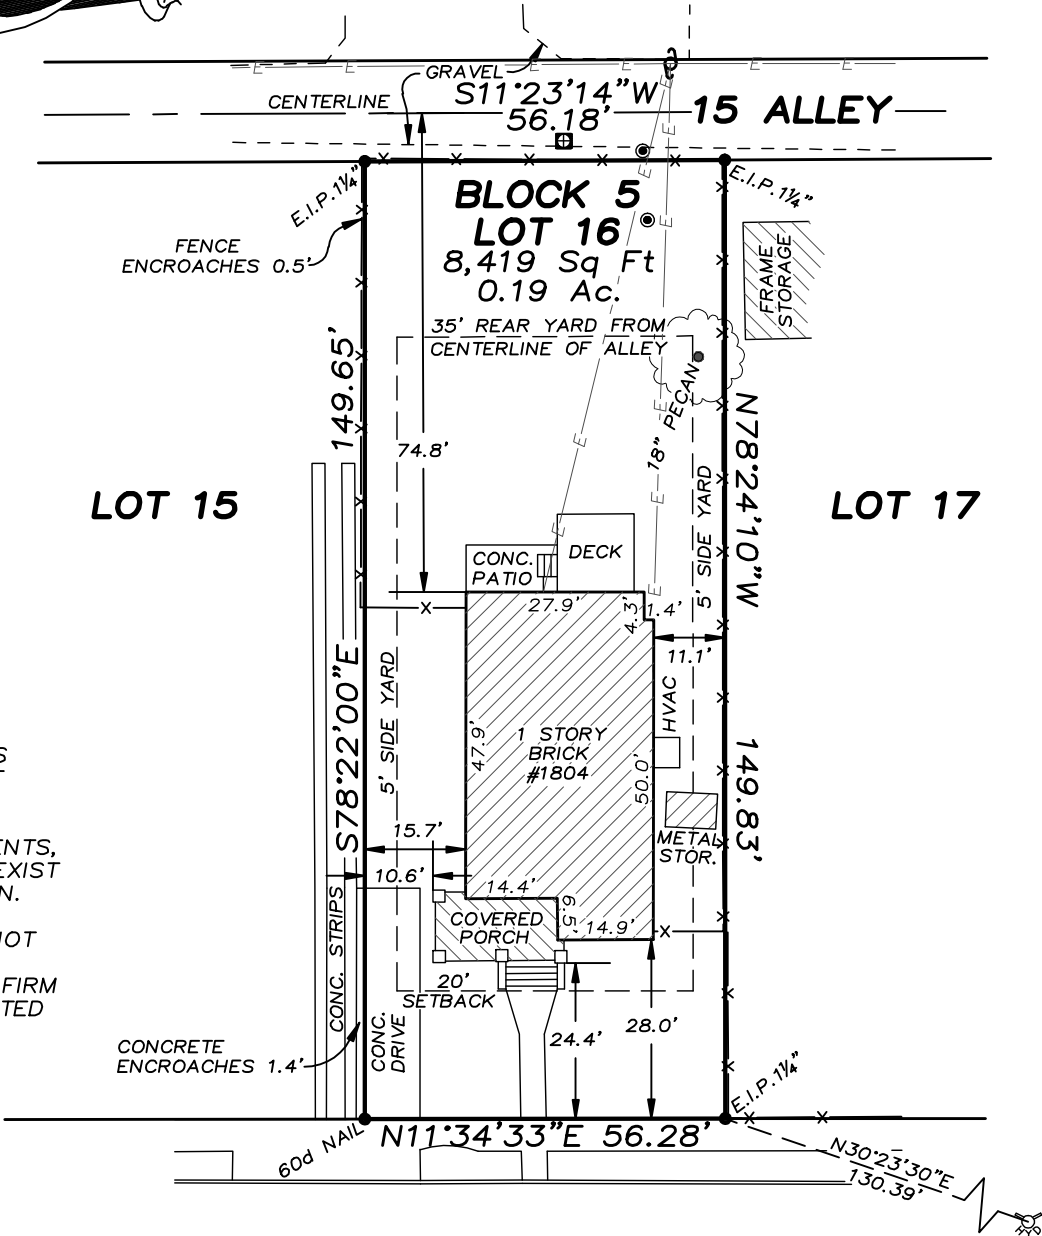 GRAVEL
CENTERLINE
S11°23'14"W
56.18'
15' ALLEY
E.I.P. 1¼"
E.I.P. 1¼"
BLOCK 5
LOT 16
8,419 Sq Ft
0.19 Ac.
FENCE
ENCROACHES 0.5'
FRAME
STORAGE
35' REAR YARD FROM
CENTERLINE OF ALLEY
149.65'
74.8'
18" PECAN
LOT 15
LOT 17
N78°24'10"W
5' SIDE YARD
CONC.
PATIO
DECK
27.9'
4.3'
1.4'
11.1'
HVAC
S78°22'00"E
5' SIDE YARD
47.9'
1 STORY
BRICK
#1804
50.0'
149.83'
METAL
STOR.
15.7'
10.6'
14.4'
6.5'
14.9'
COVERED
PORCH
CONC. STRIPS
20'
SETBACK
CONC.
DRIVE
24.4'
28.0'
CONCRETE
ENCROACHES 1.4'
S
ENTS,
EXIST
N.
NOT
FIRM
TED
E.I.P. 1¼"
60d NAIL
N11°34'33"E 56.28'
N30°23'30"E
130.39'
HYD
E E E E E
E E E E E E E E E E
X X X X X